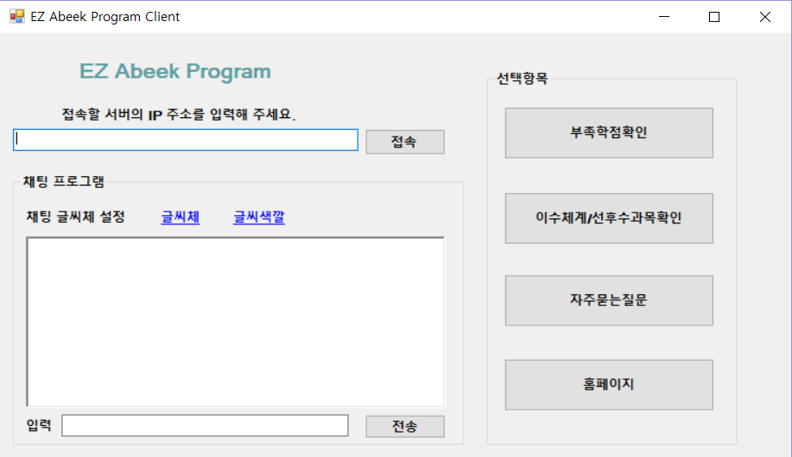 EZ Abeek Program Client
EZ Abeek Program
접속할 서버의 IP 주소를 입력해 주세요.
접속
채팅 프로그램
채팅 글씨체 설정 글씨체 글씨색깔
입력 전송
선택항목
부족학점확인
이수체계/선후수과목확인
자주묻는질문
홈페이지